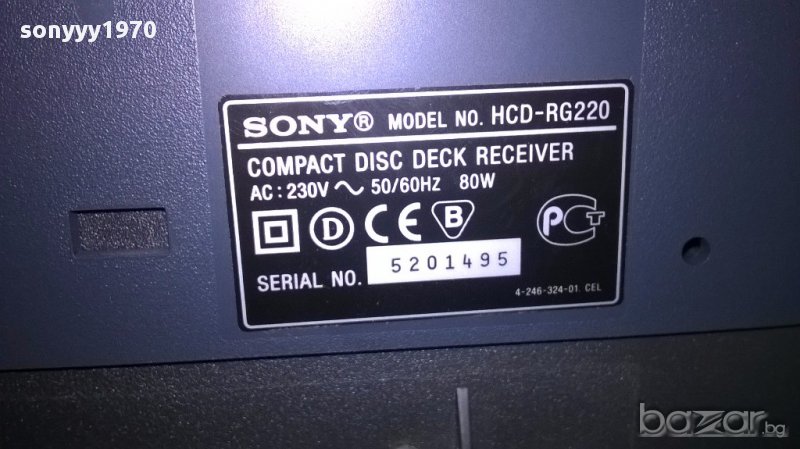 sonyyy1970
SONY® MODEL NO. HCD-RG220
COMPACT DISC DECK RECEIVER
AC: 230V ~ 50/60Hz 80W
D CE B PCT
SERIAL NO. 5201495
4-246-324-01. CEL
bazar.bg